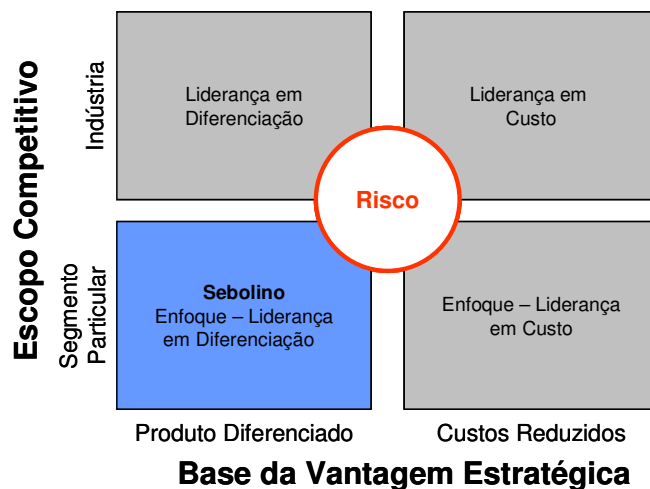 Escopo Competitivo
Indústria
Liderança em
Diferenciação
Liderança em
Custo
Risco
Segmento
Particular
Sebolino
Enfoque – Liderança
em Diferenciação
Enfoque – Liderança
em Custo
Produto Diferenciado
Custos Reduzidos
Base da Vantagem Estratégica